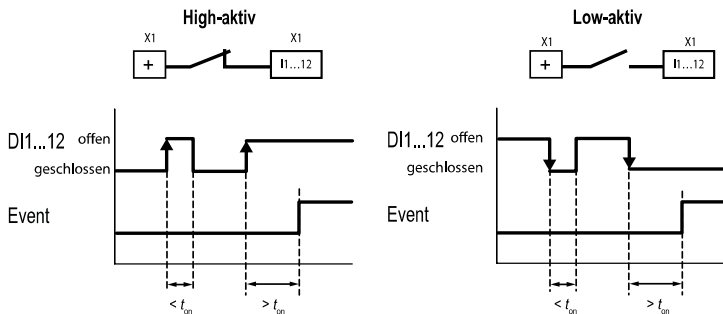 High-aktiv
X1 X1
+ I1...12
DI1...12 offen
geschlossen
Event
< ton > ton
Low-aktiv
X1 X1
+ I1...12
DI1...12 offen
geschlossen
Event
< ton > ton